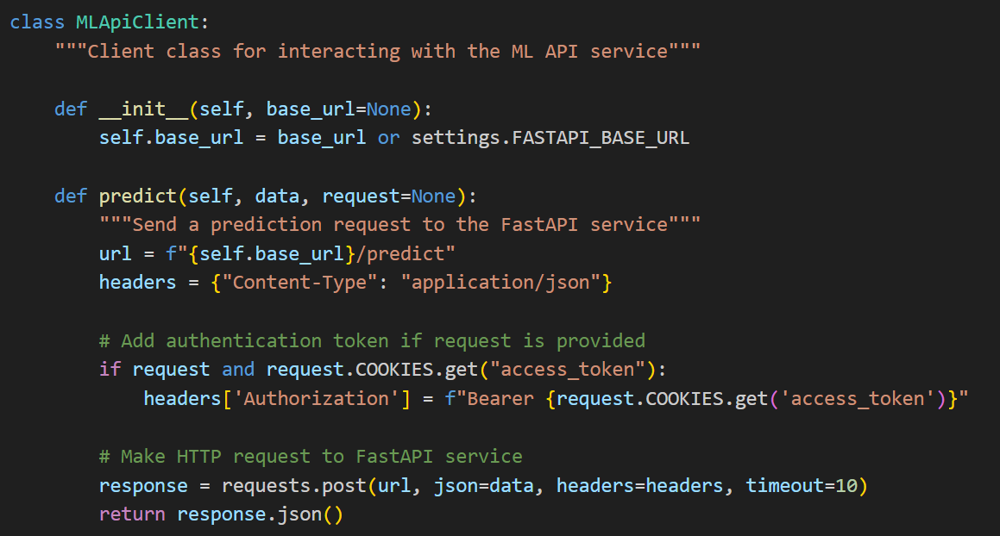 class MLApiClient:
    """Client class for interacting with the ML API service"""

    def __init__(self, base_url=None):
        self.base_url = base_url or settings.FASTAPI_BASE_URL

    def predict(self, data, request=None):
        """Send a prediction request to the FastAPI service"""
        url = f"{self.base_url}/predict"
        headers = {"Content-Type": "application/json"}

        # Add authentication token if request is provided
        if request and request.COOKIES.get("access_token"):
            headers['Authorization'] = f"Bearer {request.COOKIES.get('access_token')}"

        # Make HTTP request to FastAPI service
        response = requests.post(url, json=data, headers=headers, timeout=10)
        return response.json()